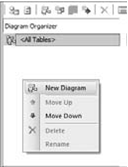 Diagram Organizer
<All Tables>
New Diagram
Move Up
Move Down
Delete
Rename